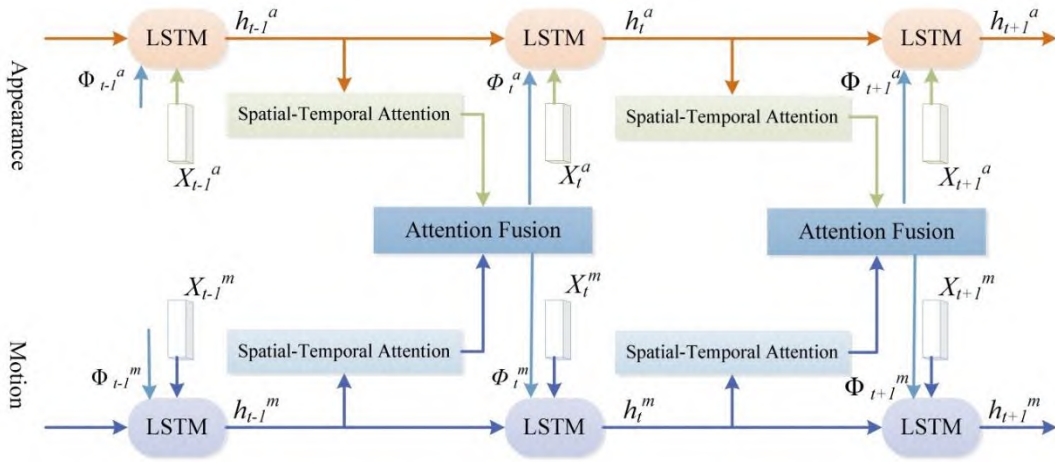 LSTM h_{t-1}^a LSTM h_t^a LSTM h_{t+1}^a
Φ_{t-1}^a Φ_t^a Φ_{t+1}^a
Appearance
Spatial-Temporal Attention Spatial-Temporal Attention
X_{t-1}^a X_t^a X_{t+1}^a
Attention Fusion Attention Fusion
X_{t-1}^m X_t^m X_{t+1}^m
Spatial-Temporal Attention Spatial-Temporal Attention
Motion
Φ_{t-1}^m Φ_t^m Φ_{t+1}^m
LSTM h_{t-1}^m LSTM h_t^m LSTM h_{t+1}^m